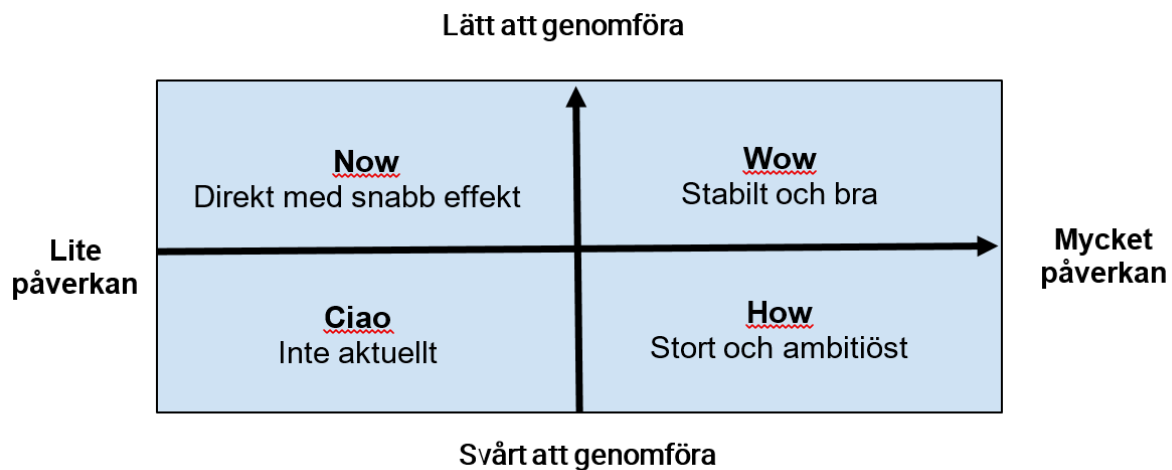 Lätt att genomföra
Now
Direkt med snabb effekt
Wow
Stabilt och bra
Lite
påverkan
Mycket
påverkan
Ciao
Inte aktuellt
How
Stort och ambitiöst
Svårt att genomföra